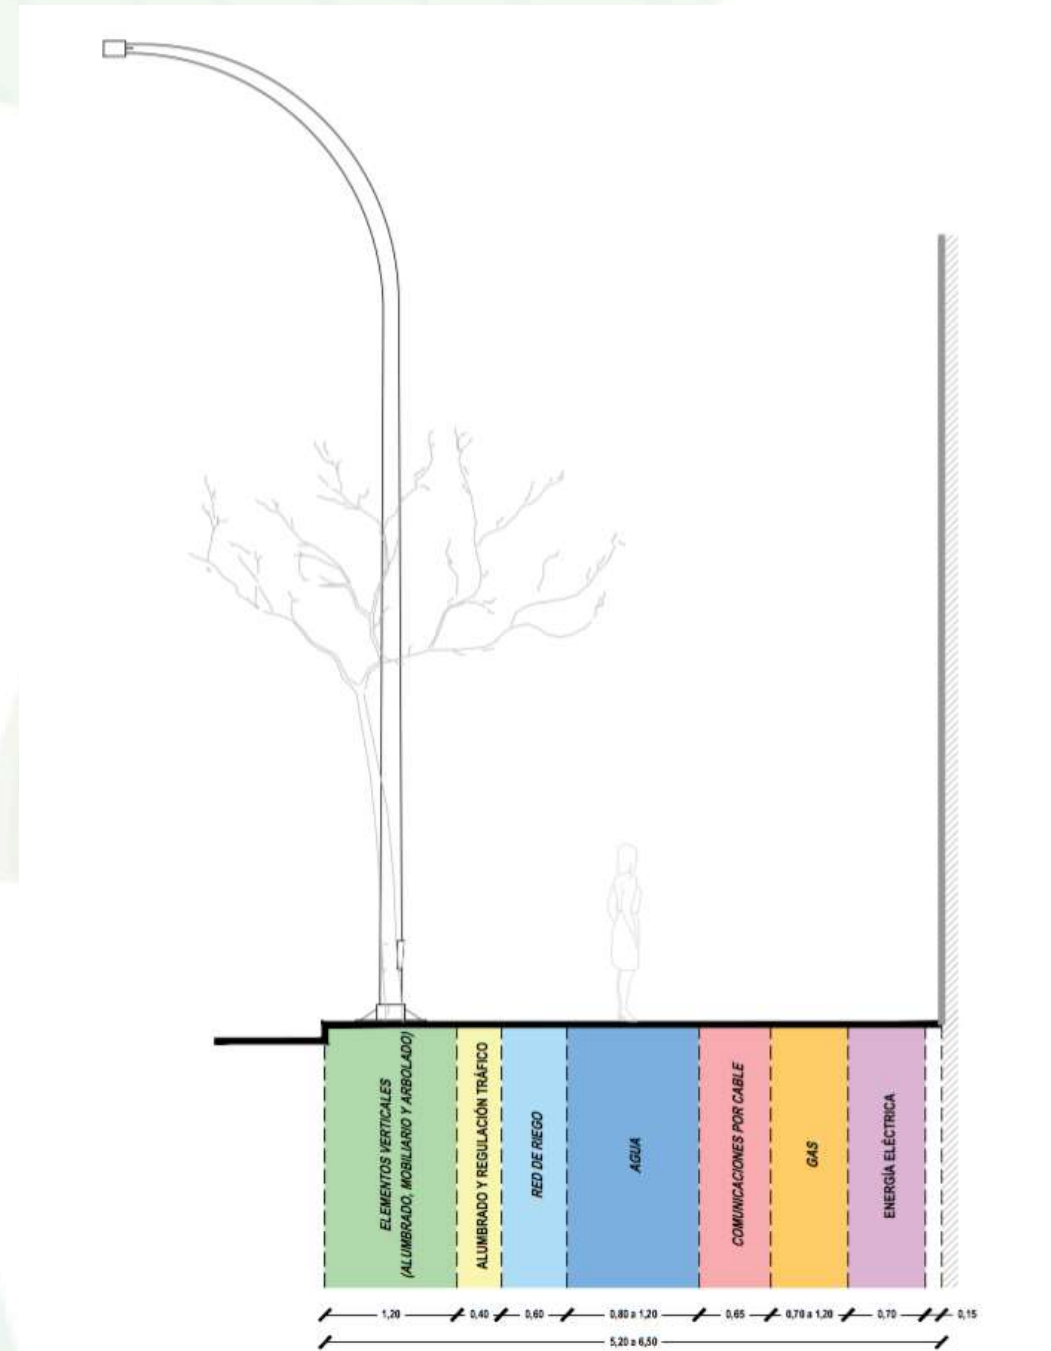 ELEMENTOS VERTICALES
(ALUMBRADO, MOBILIARIO Y ARBOLADO)
ALUMBRADO Y REGULACIÓN TRÁFICO
RED DE RIEGO
AGUA
COMUNICACIONES POR CABLE
GAS
ENERGÍA ELÉCTRICA
1,20
0,40
0,60
0,80 a 1,20
0,65
0,70 a 1,20
0,70
0,15
5,20 a 6,50